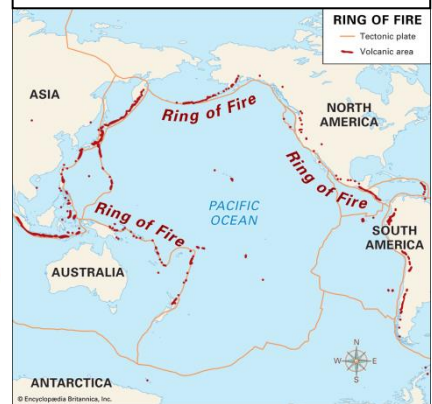 RING OF FIRE
Tectonic plate
Volcanic area
ASIA
Ring of Fire
NORTH
AMERICA
Ring of Fire
PACIFIC
OCEAN
Ring of Fire
SOUTH
AMERICA
AUSTRALIA
N
W
E
S
ANTARCTICA
© Encyclopædia Britannica, Inc.